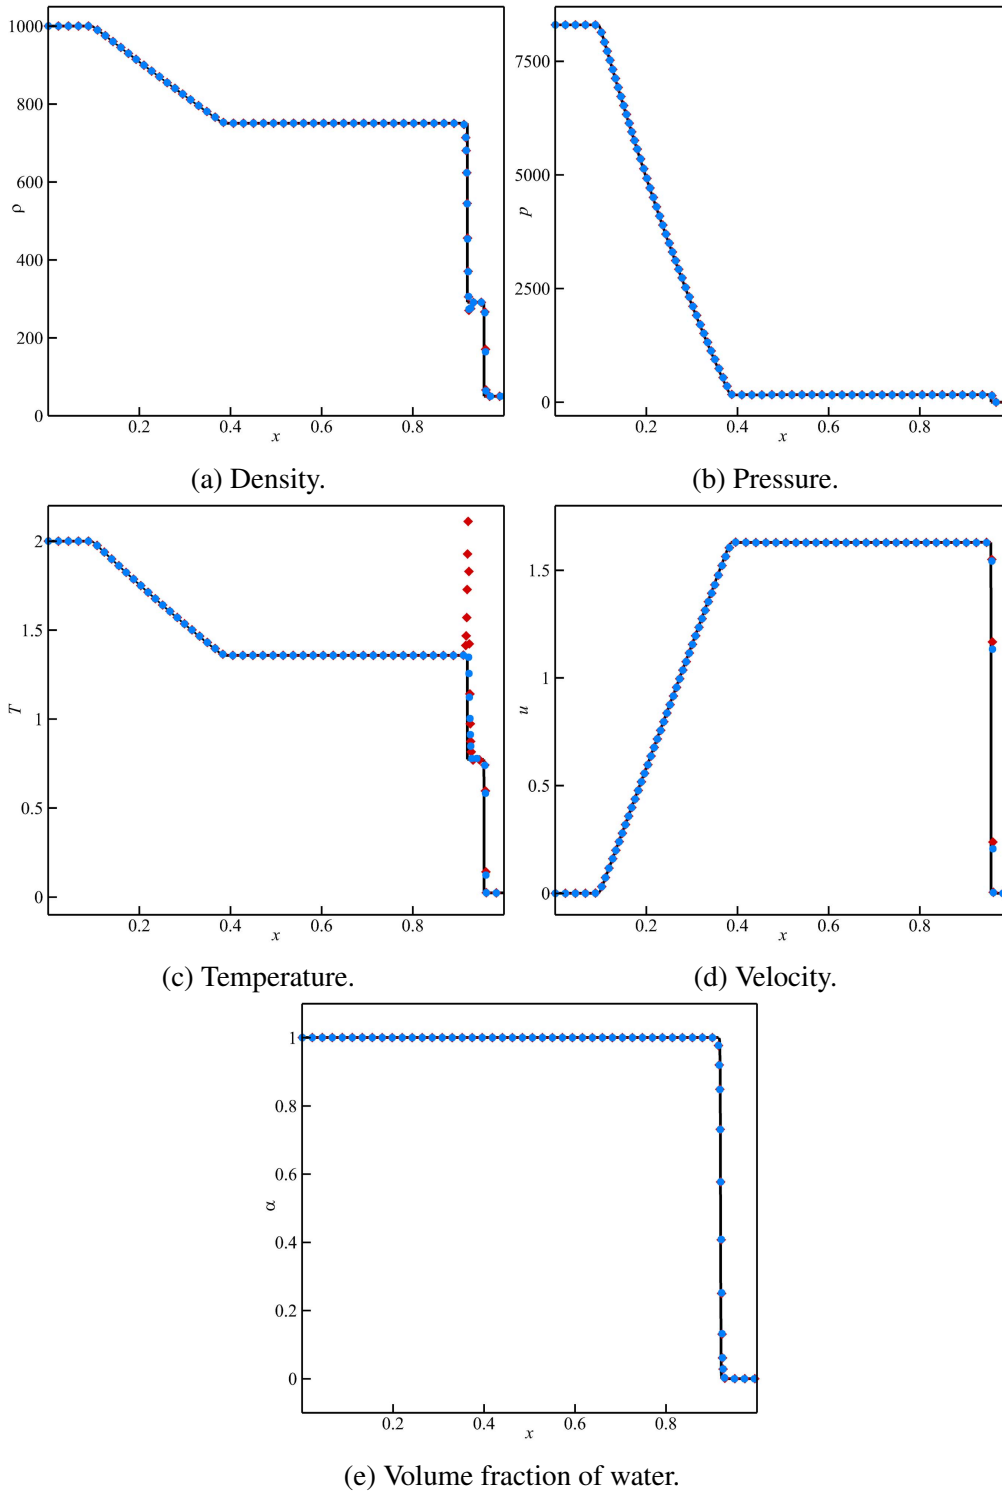 1000
800
600
400
200
0
ρ
0.2 0.4 0.6 0.8
x
(a) Density.
7500
5000
2500
0
p
0.2 0.4 0.6 0.8
x
(b) Pressure.
2
1.5
1
0.5
0
T
0.2 0.4 0.6 0.8
x
(c) Temperature.
1.5
1
0.5
0
u
0.2 0.4 0.6 0.8
x
(d) Velocity.
1
0.8
0.6
0.4
0.2
0
α
0.2 0.4 0.6 0.8
x
(e) Volume fraction of water.